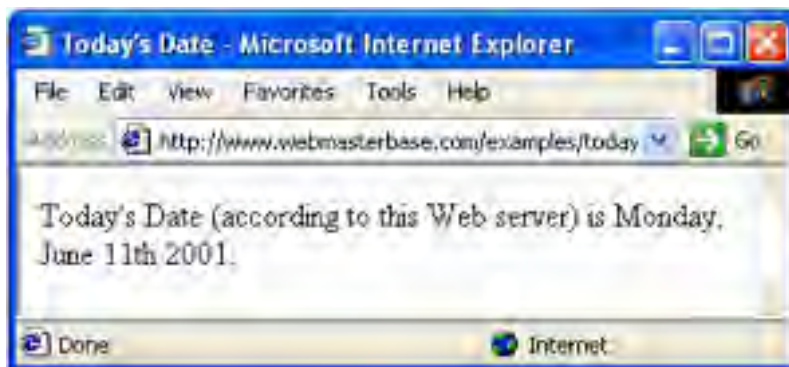 Today's Date - Microsoft Internet Explorer
File Edit View Favorites Tools Help
Address http://www.webmasterbase.com/examples/today Go
Today's Date (according to this Web server) is Monday,
June 11th 2001.
Done Internet